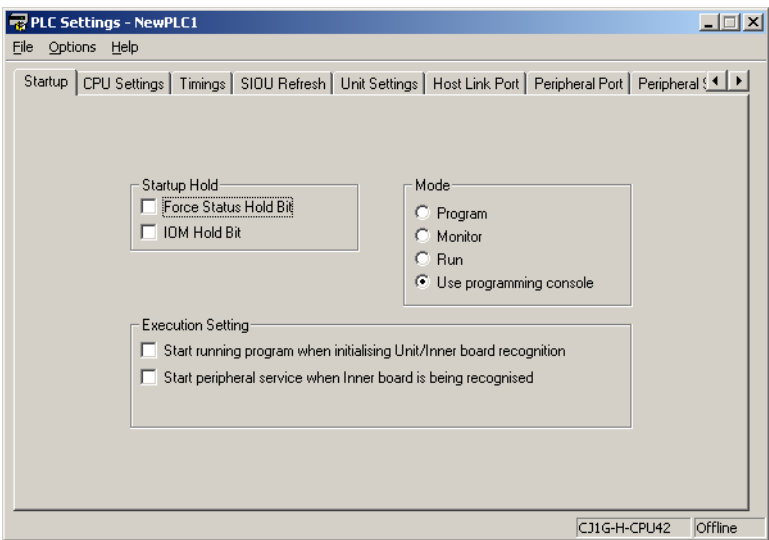 PLC Settings - NewPLC1
File Options Help
Startup CPU Settings Timings SIOU Refresh Unit Settings Host Link Port Peripheral Port Peripheral
Startup Hold
Force Status Hold Bit
IOM Hold Bit
Mode
Program
Monitor
Run
Use programming console
Execution Setting
Start running program when initialising Unit/Inner board recognition
Start peripheral service when Inner board is being recognised
CJ1G-H-CPU42 Offline